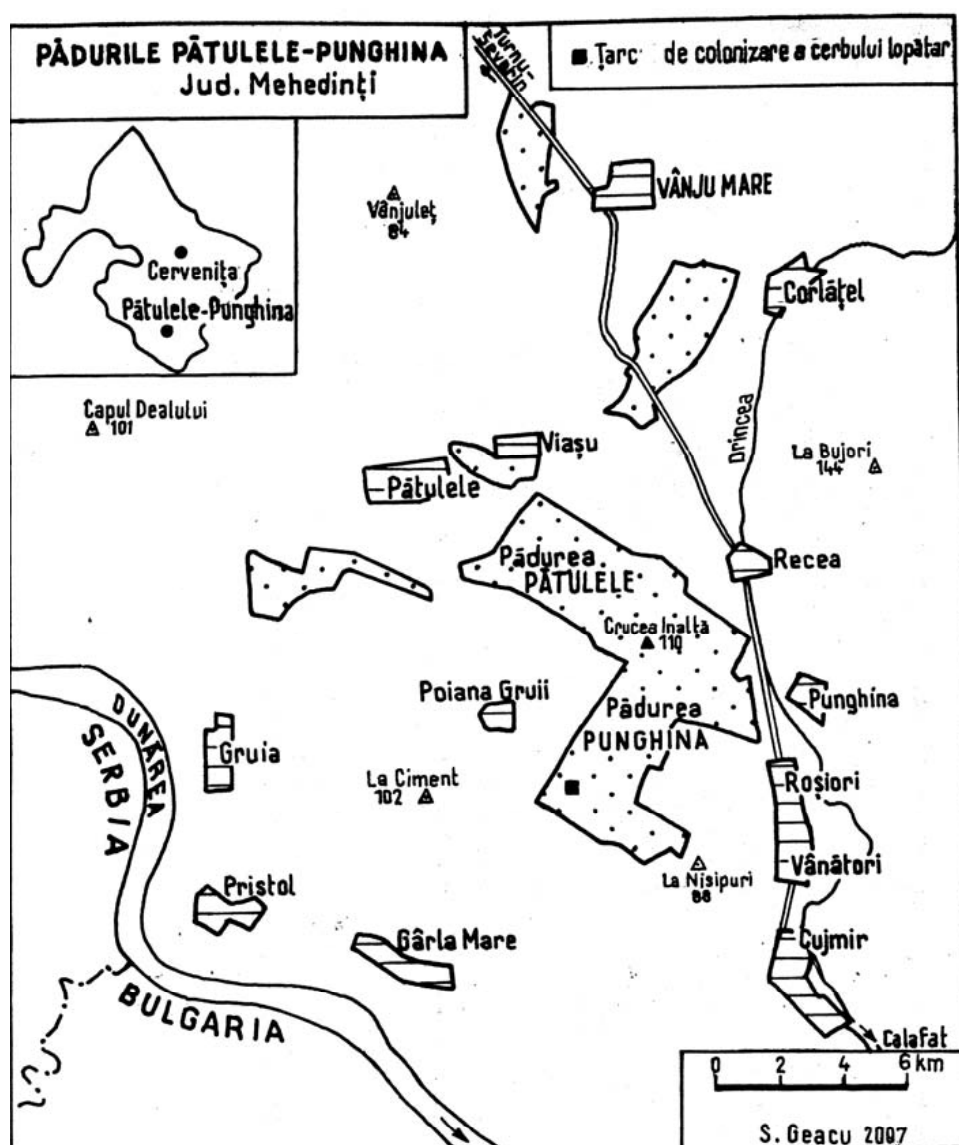 PĂDURILE PĂTULELE-PUNGHINA
Jud. Mehedinți
Țarc de colonizare a cerbului lopătar
Turnu-
Severin
VÂNJU MARE
Vânjuleț
84
Cervenița
Pătulele-Punghina
Corlățel
Capul Dealului
101
Drincea
La Bujori
144
Viașu
Pătulele
Pădurea
PĂTULELE
Recea
Crucea Inaltă
110
Poiana Gruii
Pădurea
PUNGHINA
Punghina
DUNĂREA
SERBIA
Gruia
La Ciment
102
Roșiori
Vânători
La Nisipuri
88
Pristol
Gârla Mare
Cujmir
BULGARIA
Calafat
0 2 4 6 km
S. Geacu 2007